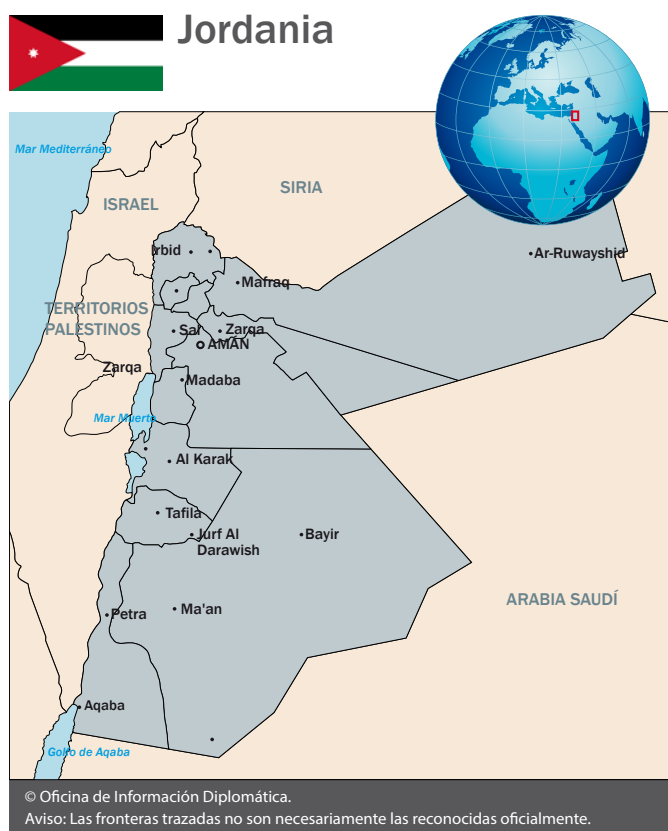 Jordania
Mar Mediterráneo
SIRIA
ISRAEL
Irbid
Ar-Ruwayshid
Mafraq
TERRITORIOS
PALESTINOS
Sal
Zarqa
AMÁN
Zarqa
Madaba
Mar Muerto
Al Karak
Tafila
Jurf Al
Darawish
Bayir
ARABIA SAUDÍ
Ma'an
Petra
Aqaba
Golfo de Aqaba
© Oficina de Información Diplomática.
Aviso: Las fronteras trazadas no son necesariamente las reconocidas oficialmente.